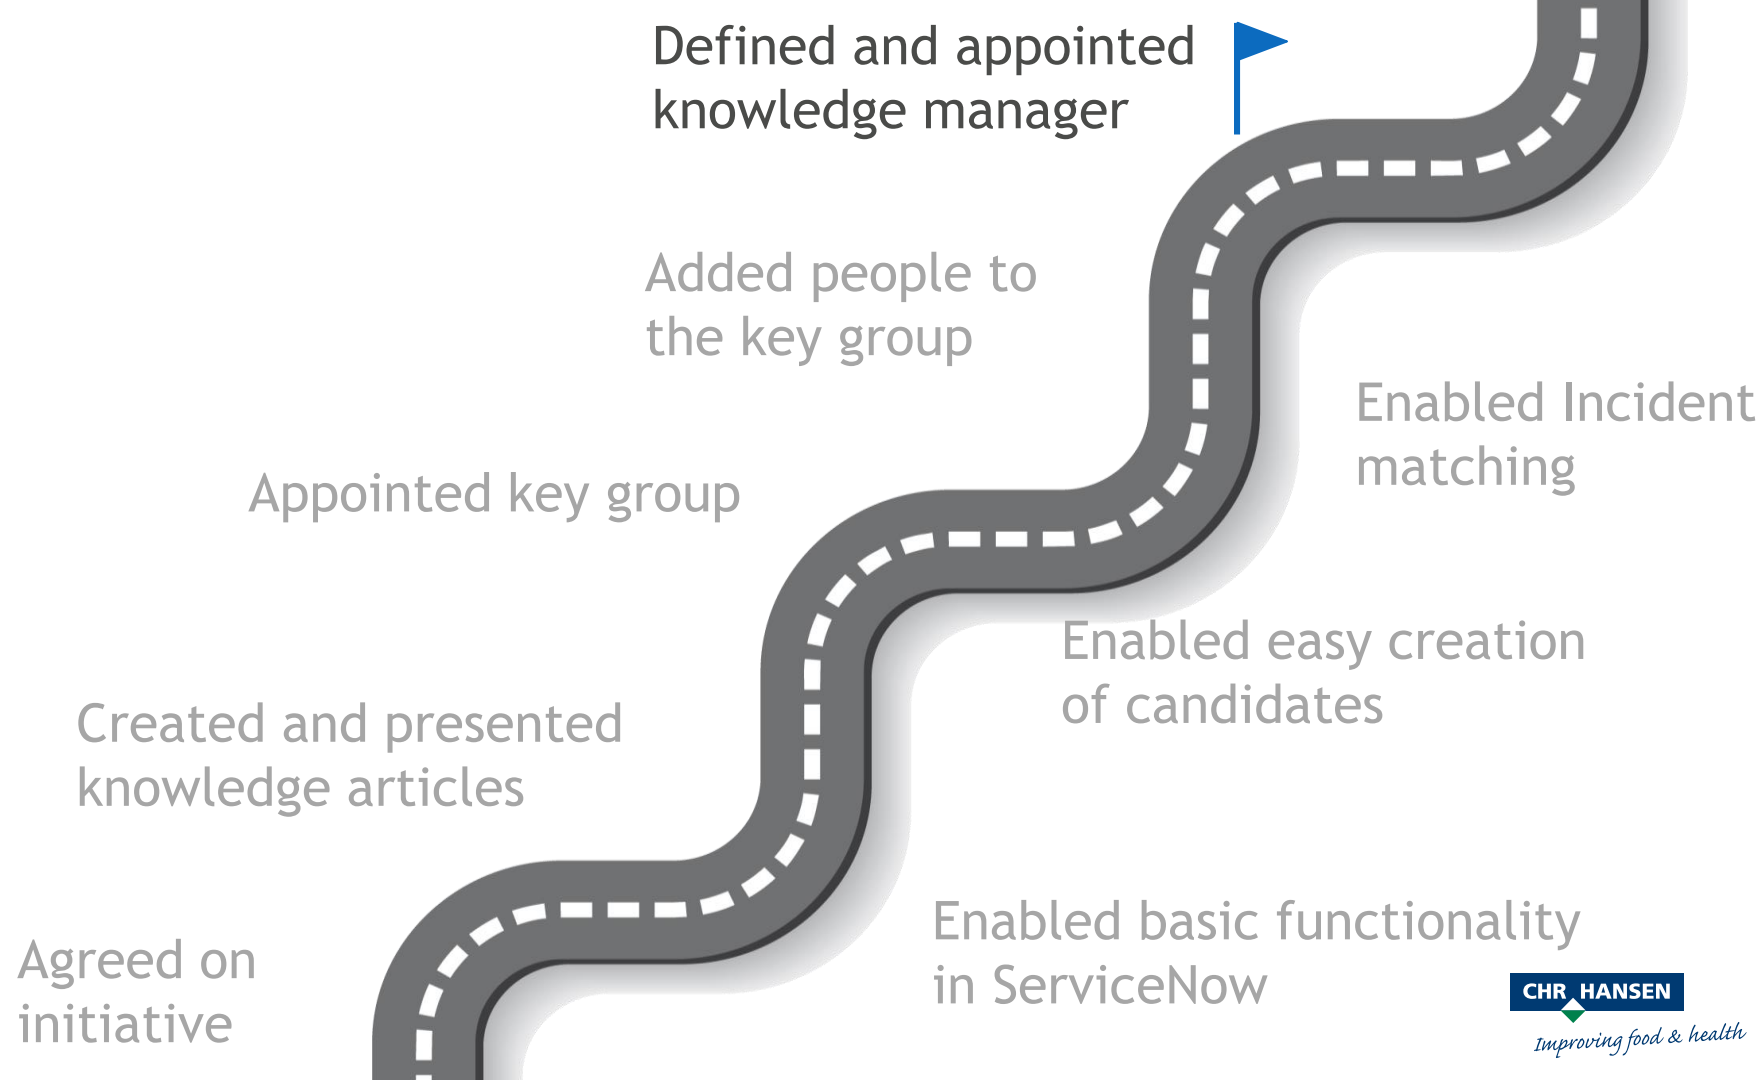 Defined and appointed
knowledge manager
Added people to
the key group
Enabled Incident
matching
Appointed key group
Enabled easy creation
of candidates
Created and presented
knowledge articles
Enabled basic functionality
in ServiceNow
Agreed on
initiative
CHR HANSEN
Improving food & health